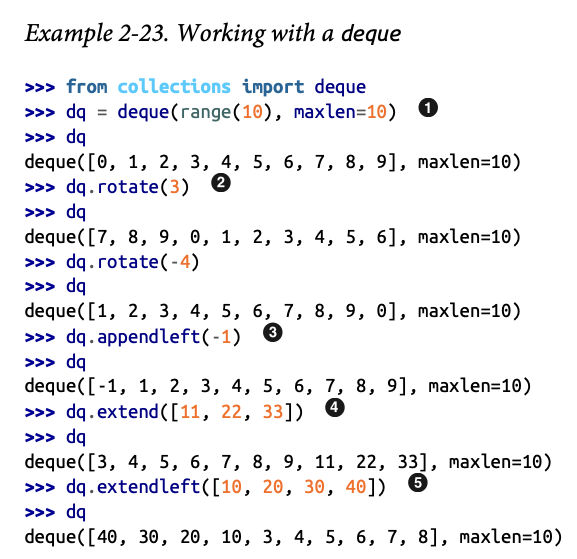 Example 2-23. Working with a deque
>>> from collections import deque
>>> dq = deque(range(10), maxlen=10) ❶
>>> dq
deque([0, 1, 2, 3, 4, 5, 6, 7, 8, 9], maxlen=10)
>>> dq.rotate(3) ❷
>>> dq
deque([7, 8, 9, 0, 1, 2, 3, 4, 5, 6], maxlen=10)
>>> dq.rotate(-4)
>>> dq
deque([1, 2, 3, 4, 5, 6, 7, 8, 9, 0], maxlen=10)
>>> dq.appendleft(-1) ❸
>>> dq
deque([-1, 1, 2, 3, 4, 5, 6, 7, 8, 9], maxlen=10)
>>> dq.extend([11, 22, 33]) ❹
>>> dq
deque([3, 4, 5, 6, 7, 8, 9, 11, 22, 33], maxlen=10)
>>> dq.extendleft([10, 20, 30, 40]) ❺
>>> dq
deque([40, 30, 20, 10, 3, 4, 5, 6, 7, 8], maxlen=10)